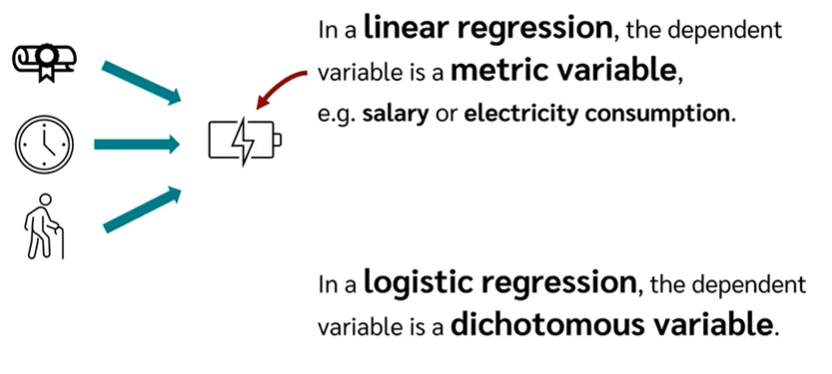 In a linear regression, the dependent
variable is a metric variable,
e.g. salary or electricity consumption.
In a logistic regression, the dependent
variable is a dichotomous variable.